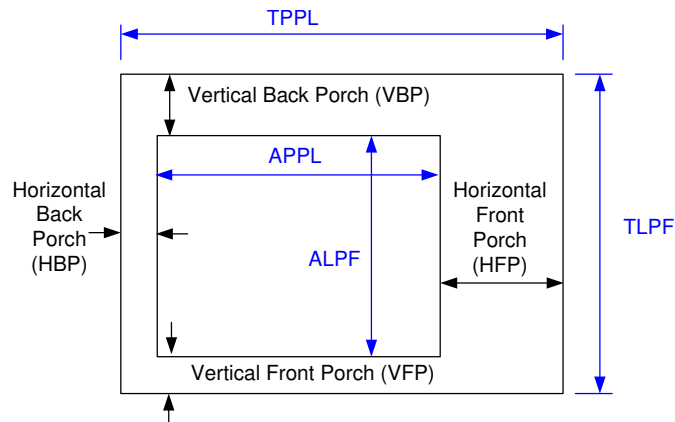 TPPL
Vertical Back Porch (VBP)
APPL
Horizontal
Back
Porch
(HBP)
Horizontal
Front
Porch
(HFP)
TLPF
ALPF
Vertical Front Porch (VFP)